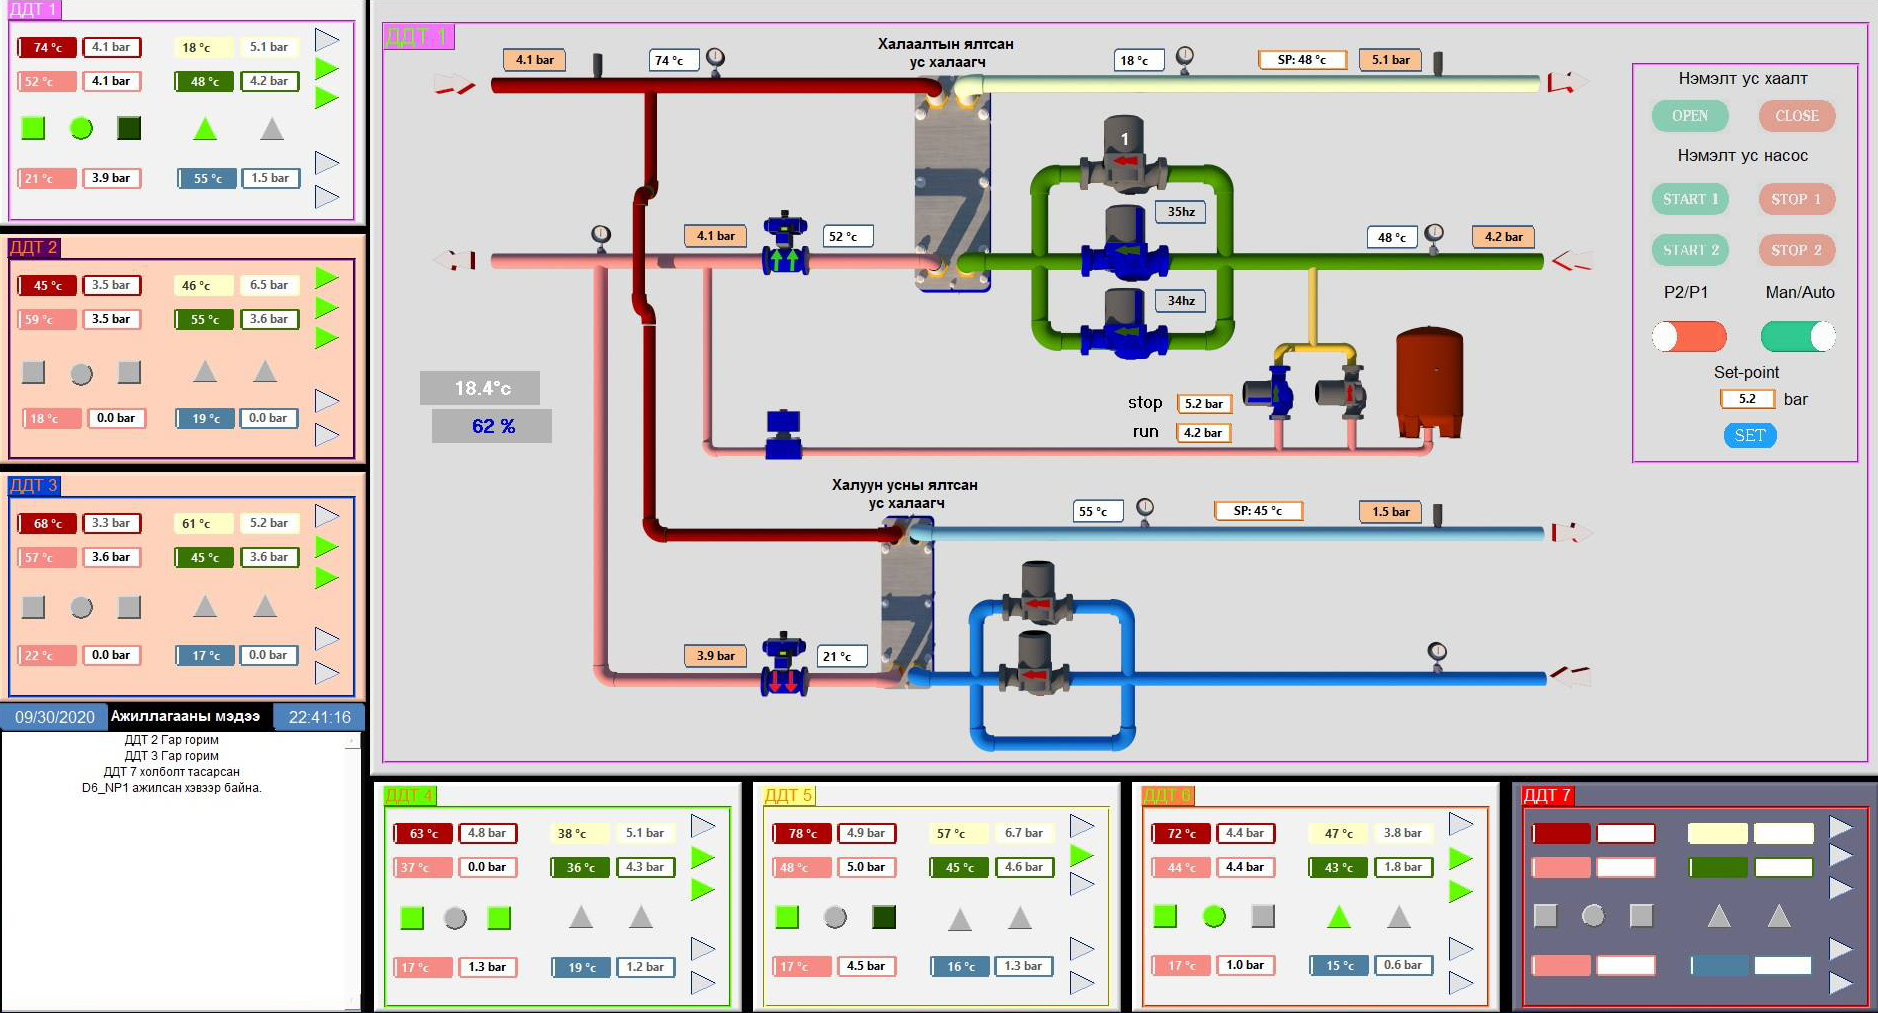 ДДТ 1
74 °c 4.1 bar 18 °c 5.1 bar
52 °c 4.1 bar 48 °c 4.2 bar
21 °c 3.9 bar 55 °c 1.5 bar
ДДТ 2
45 °c 3.5 bar 46 °c 6.5 bar
59 °c 3.5 bar 55 °c 3.6 bar
18 °c 0.0 bar 19 °c 0.0 bar
ДДТ 3
68 °c 3.3 bar 61 °c 5.2 bar
57 °c 3.6 bar 45 °c 3.6 bar
22 °c 0.0 bar 17 °c 0.0 bar
09/30/2020 Ажиллагааны мэдээ 22:41:16
ДДТ 2 Гар горим
ДДТ 3 Гар горим
ДДТ 7 холболт тасарсан
D6_NP1 ажилсан хэвээр байна.
ДДТ 1
Халаалтын ялтсан
ус халаагч
4.1 bar 74 °c 18 °c SP: 48 °c 5.1 bar
1
35hz
4.1 bar 52 °c 48 °c 4.2 bar
34hz
18.4°c
62 %
stop 5.2 bar
run 4.2 bar
Халуун усны ялтсан
ус халаагч
55 °c SP: 45 °c 1.5 bar
3.9 bar 21 °c
Нэмэлт ус хаалт
OPEN CLOSE
Нэмэлт ус насос
START 1 STOP 1
START 2 STOP 2
P2/P1 Man/Auto
Set-point
5.2 bar
SET
ДДТ 4
63 °c 4.8 bar 38 °c 5.1 bar
37 °c 0.0 bar 36 °c 4.3 bar
17 °c 1.3 bar 19 °c 1.2 bar
ДДТ 5
78 °c 4.9 bar 57 °c 6.7 bar
48 °c 5.0 bar 45 °c 4.6 bar
17 °c 4.5 bar 16 °c 1.3 bar
ДДТ 6
72 °c 4.4 bar 47 °c 3.8 bar
44 °c 4.4 bar 43 °c 1.8 bar
17 °c 1.0 bar 15 °c 0.6 bar
ДДТ 7